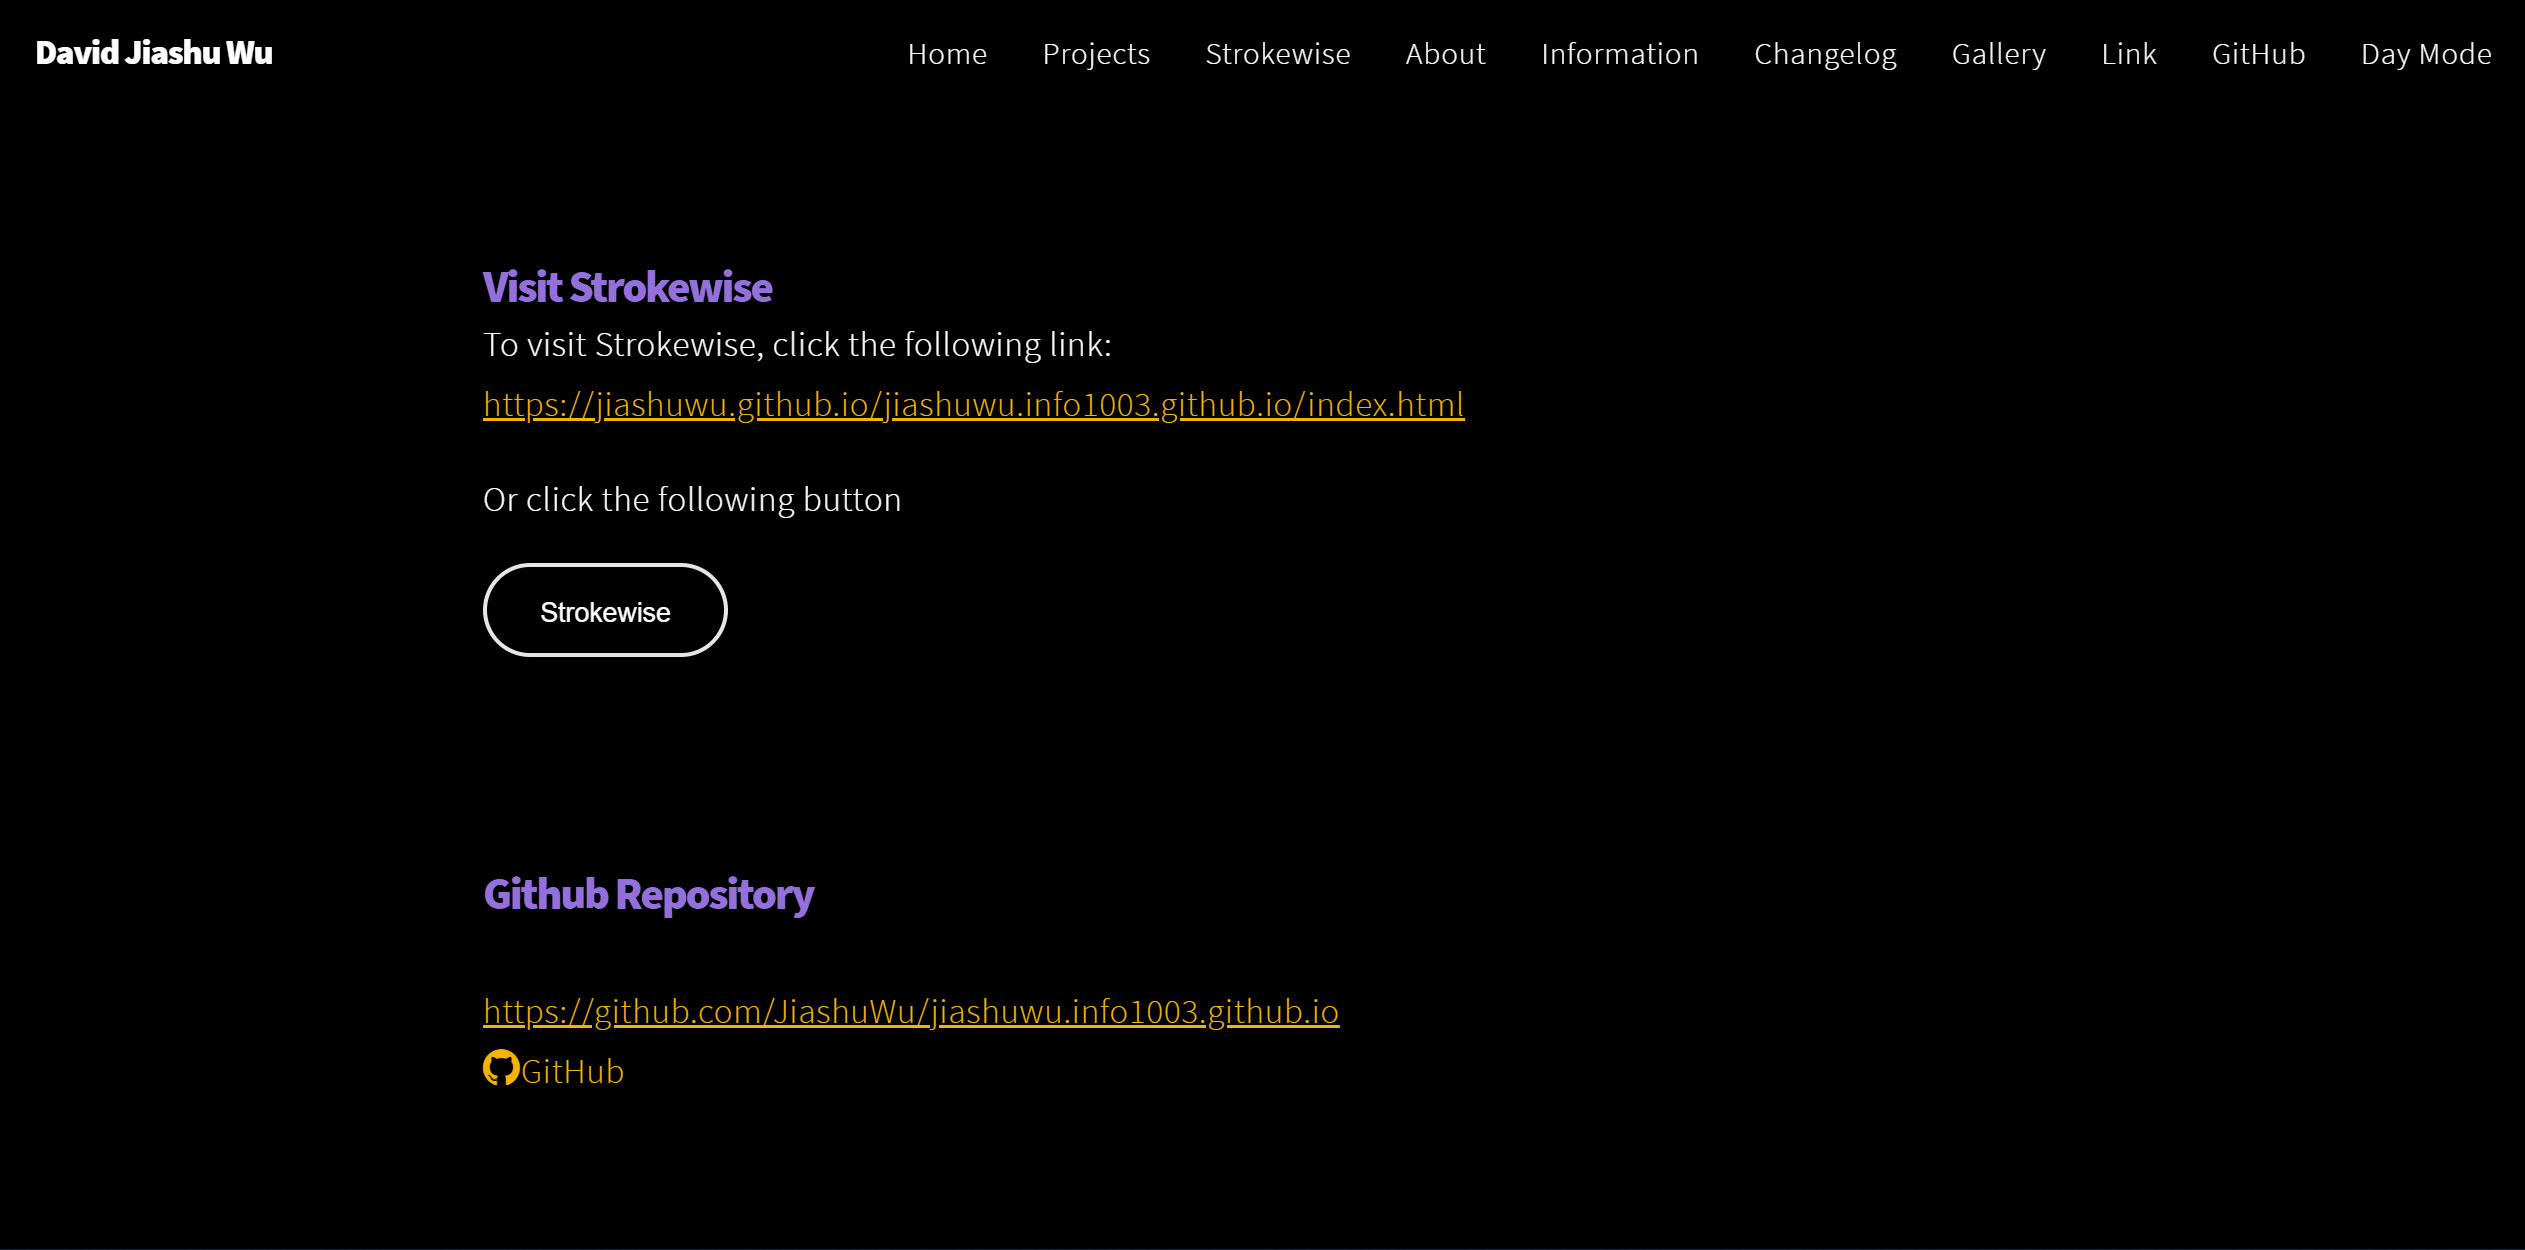 David Jiashu Wu
Home Projects Strokewise About Information Changelog Gallery Link GitHub Day Mode
Visit Strokewise
To visit Strokewise, click the following link:
https://jiashuwu.github.io/jiashuwu.info1003.github.io/index.html
Or click the following button
Strokewise
Github Repository
https://github.com/JiashuWu/jiashuwu.info1003.github.io
GitHub